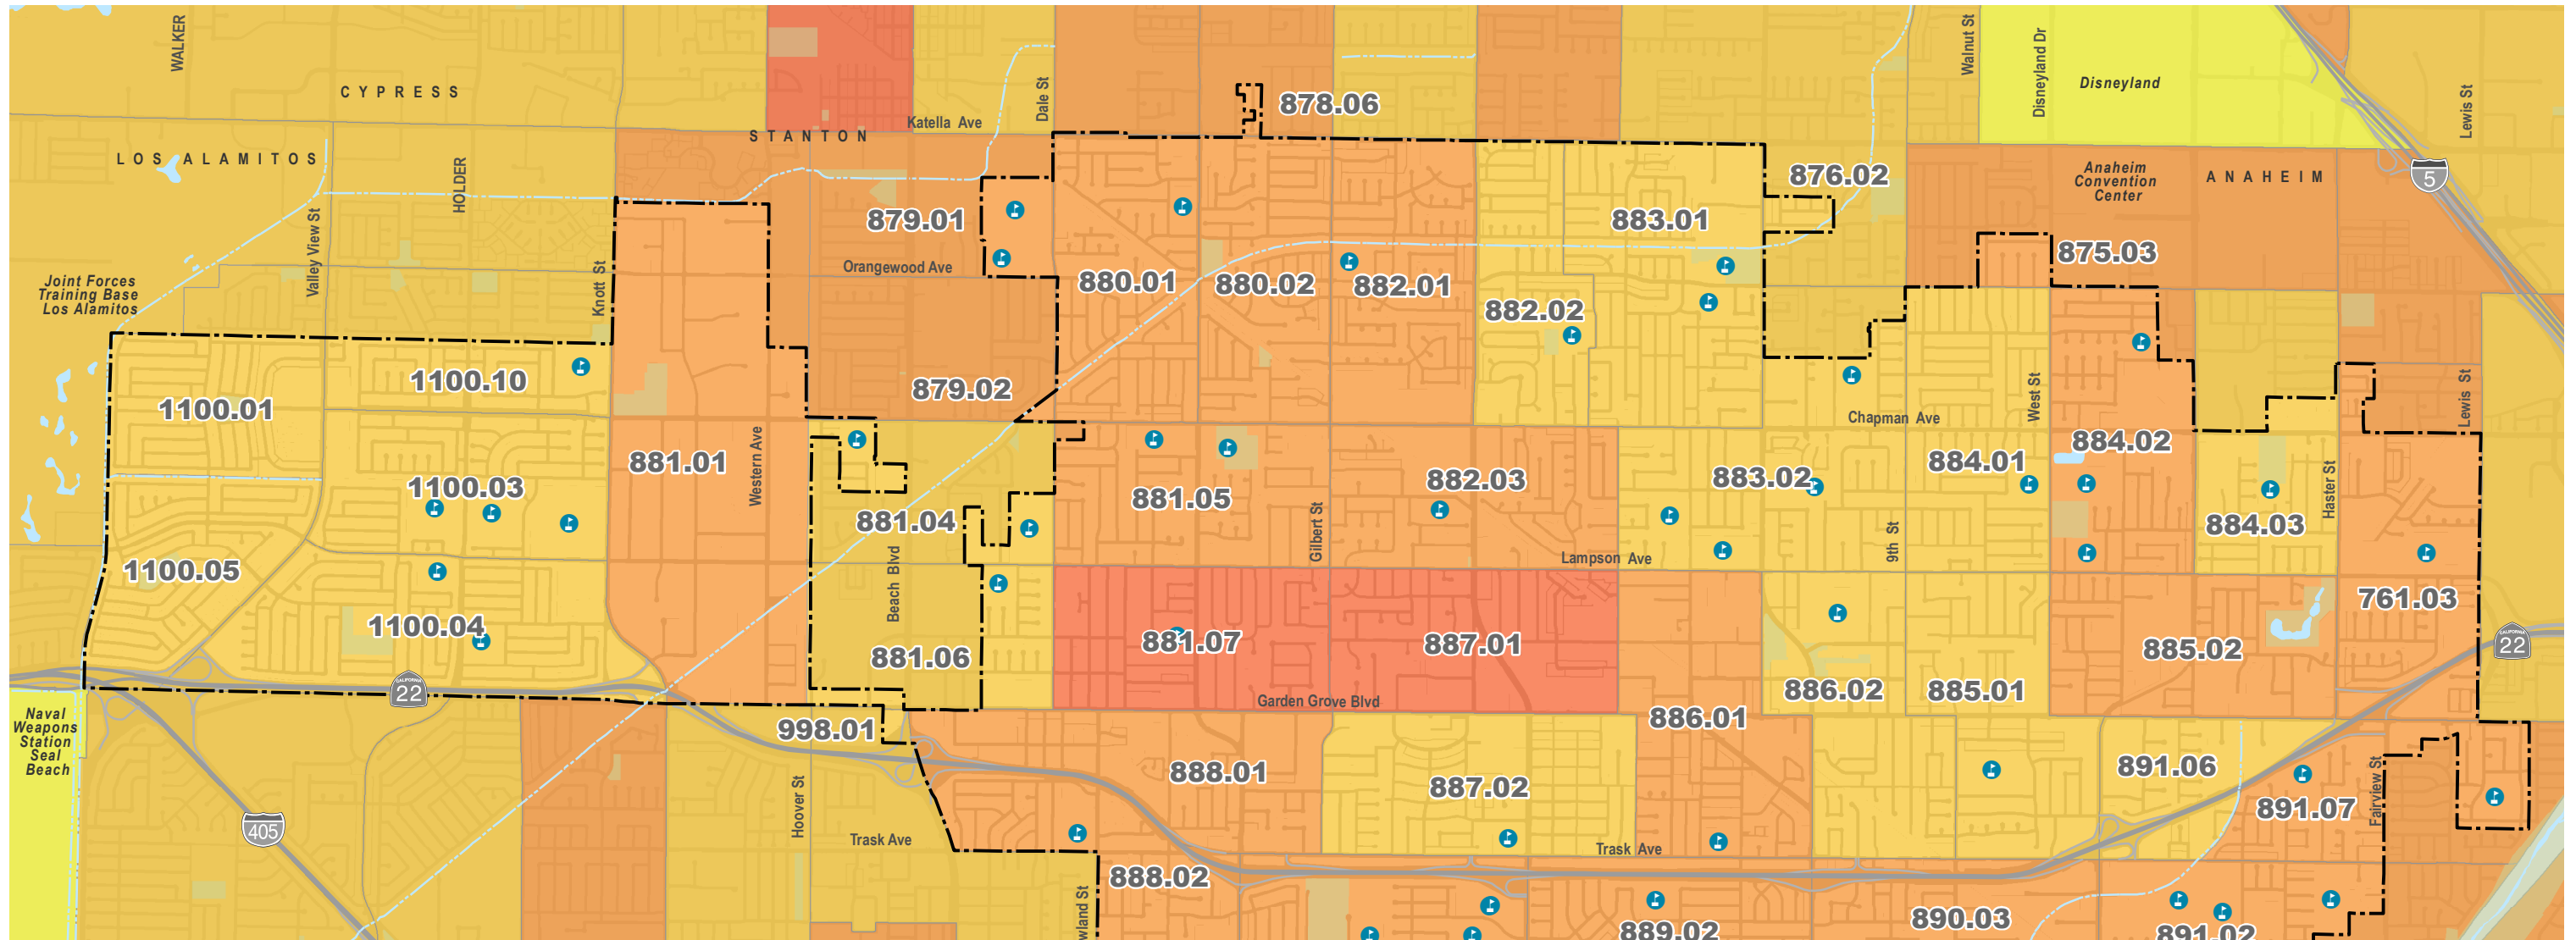 WALKER
CYPRESS
LOS ALAMITOS
HOLDER
Valley View St
Knott St
Joint Forces
Training Base
Los Alamitos
STANTON
Katella Ave
Dale St
878.06
Walnut St
Disneyland Dr
Disneyland
Lewis St
876.02
Anaheim
Convention
Center
ANAHEIM
5
879.01
Orangewood Ave
883.01
875.03
880.01
880.02
882.01
882.02
1100.10
1100.01
879.02
West St
Lewis St
Chapman Ave
884.02
881.01
Western Ave
1100.03
881.04
881.05
Gilbert St
882.03
883.02
884.01
Haster St
884.03
9th St
Lampson Ave
1100.05
Beach Blvd
1100.04
881.06
881.07
887.01
761.03
885.02
CALIFORNIA
22
CALIFORNIA
22
886.02
885.01
Garden Grove Blvd
886.01
Naval
Weapons
Station
Seal
Beach
998.01
888.01
887.02
891.06
891.07
Fairview St
405
Hoover St
Trask Ave
Trask Ave
888.02
wland St
889.02
890.03
891.02